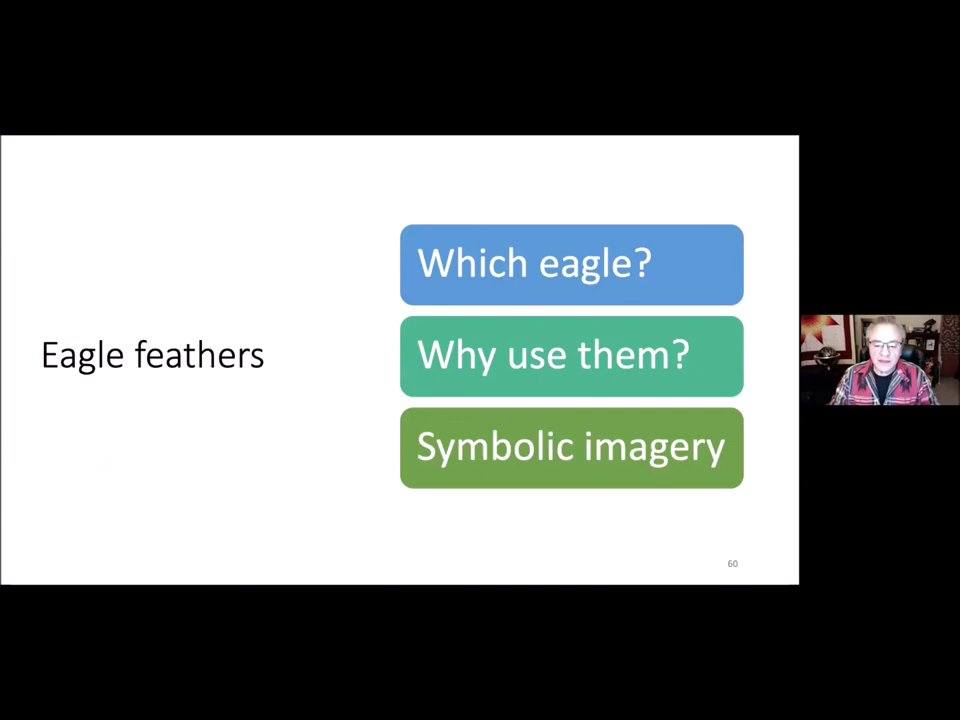 Eagle feathers
Which eagle?
Why use them?
Symbolic imagery
60